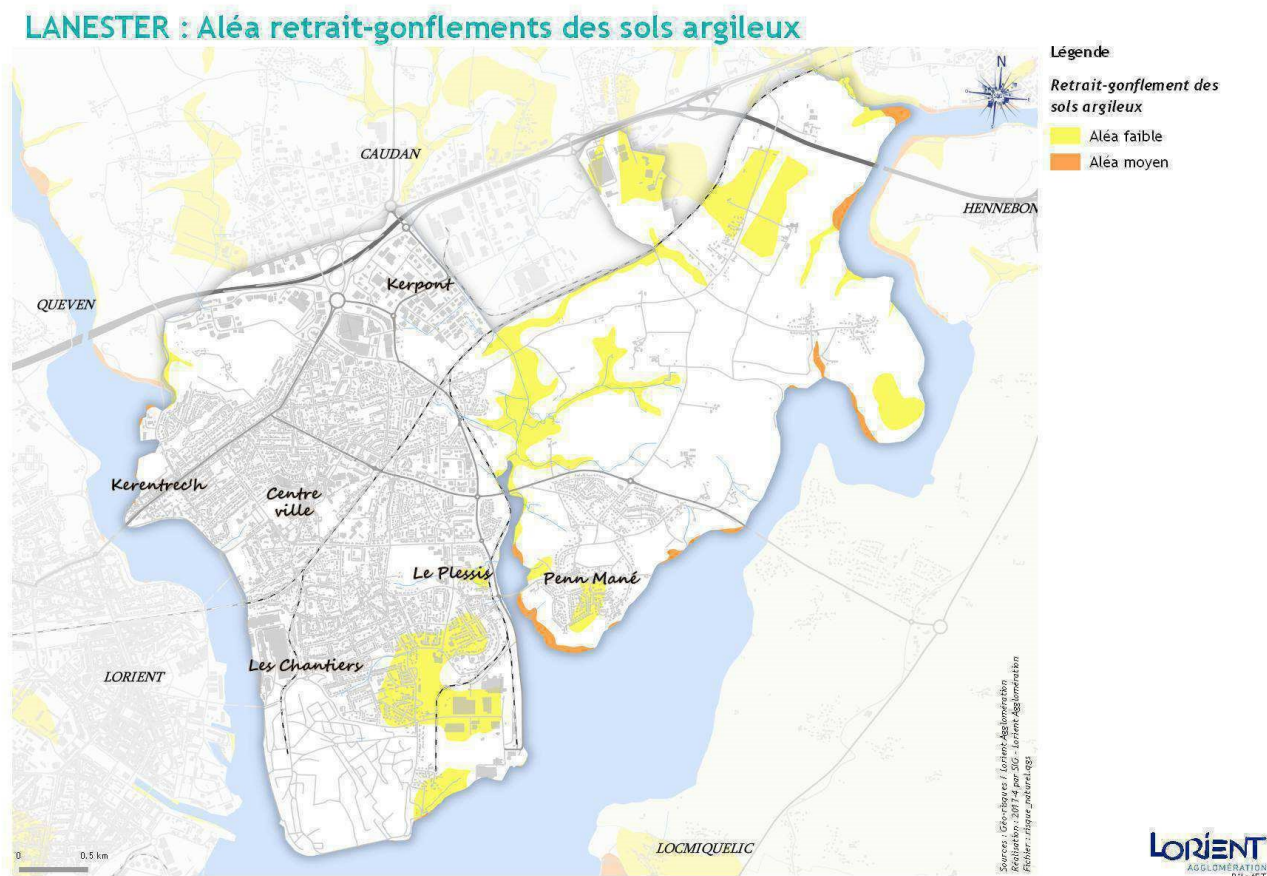 LANESTER : Aléa retrait-gonflements des sols argileux
Légende
Retrait-gonflement des
sols argileux
Aléa faible
Aléa moyen
N
CAUDAN
HENNEBON
QUEVEN
Kerpont
Kerentrec'h
Centre
ville
Le Plessis
Penn Mané
Les Chantiers
LORIENT
LOCMIQUELIC
0
0.5 km
Sources : Géo-risques / Lorient Agglomération
Réalisation : 2017-4 par SIG - Lorient Agglomération
Fichier : risque_naturel.qgs
LORIENT
AGGLOMÉRATION